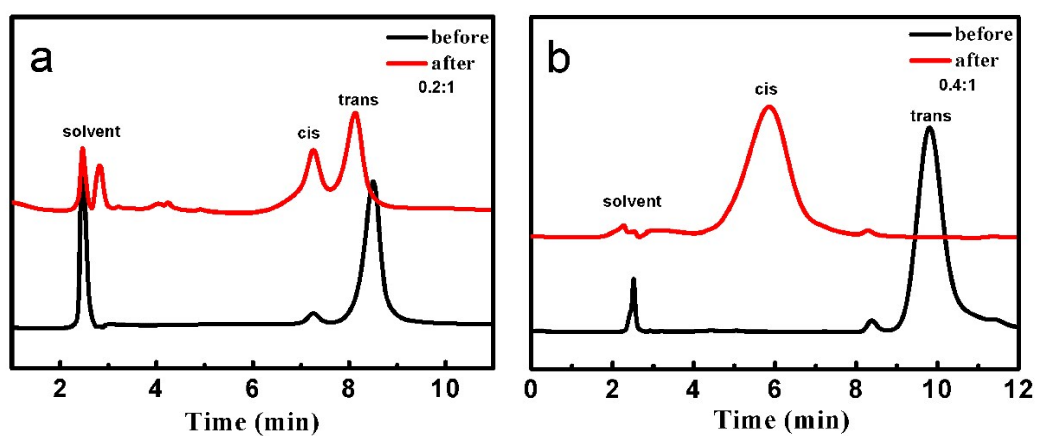 a
before
after
0.2:1
solvent
cis
trans
2 4 6 8 10
Time (min)
b
before
after
0.4:1
solvent
cis
trans
0 2 4 6 8 10 12
Time (min)